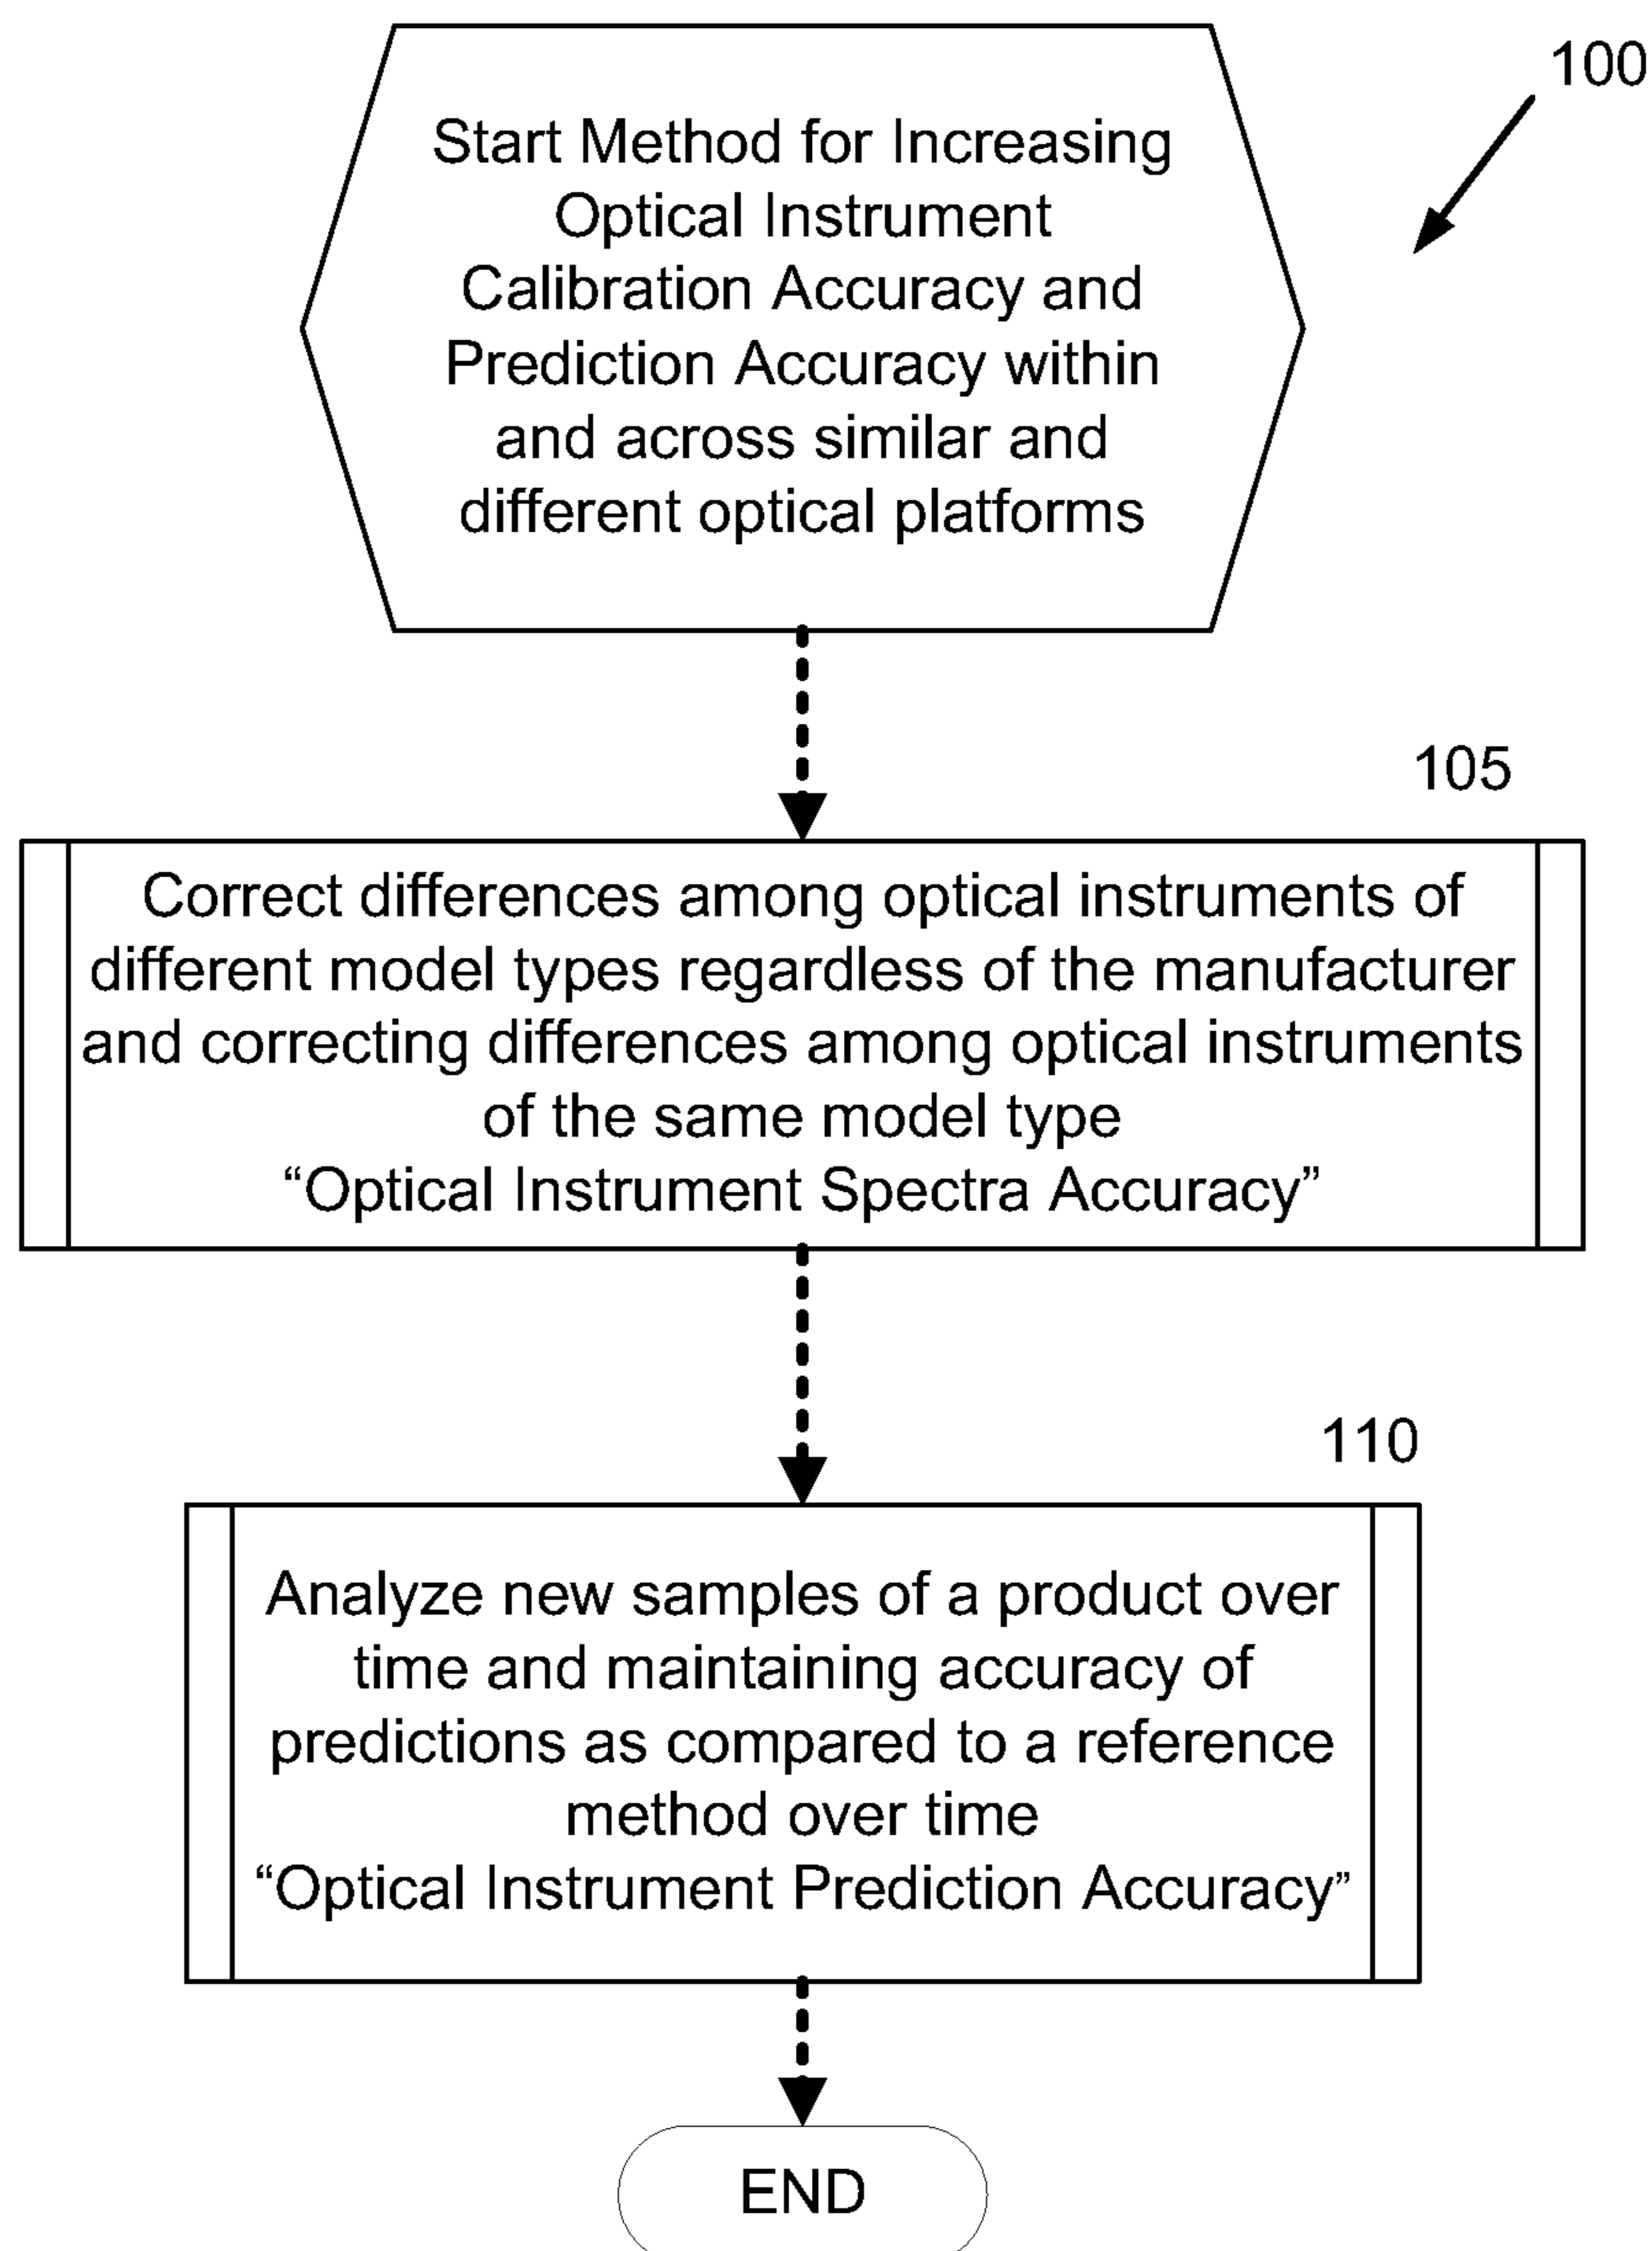 100
Start Method for Increasing
Optical Instrument
Calibration Accuracy and
Prediction Accuracy within
and across similar and
different optical platforms
105
Correct differences among optical instruments of
different model types regardless of the manufacturer
and correcting differences among optical instruments
of the same model type
“Optical Instrument Spectra Accuracy”
110
Analyze new samples of a product over
time and maintaining accuracy of
predictions as compared to a reference
method over time
“Optical Instrument Prediction Accuracy”
END